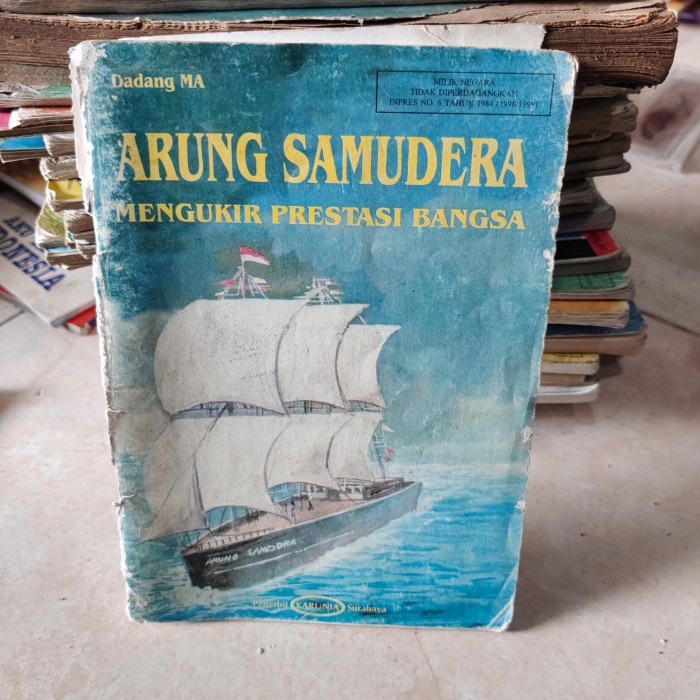 Dadang MA
MILIK NEGARA
TIDAK DIPERDAGANGKAN
INPRES NO. 6 TAHUN 1984 (1998/1999)
ARUNG SAMUDERA
MENGUKIR PRESTASI BANGSA
ARUNG SAMUDRA
Penerbit KARUNIA Surabaya